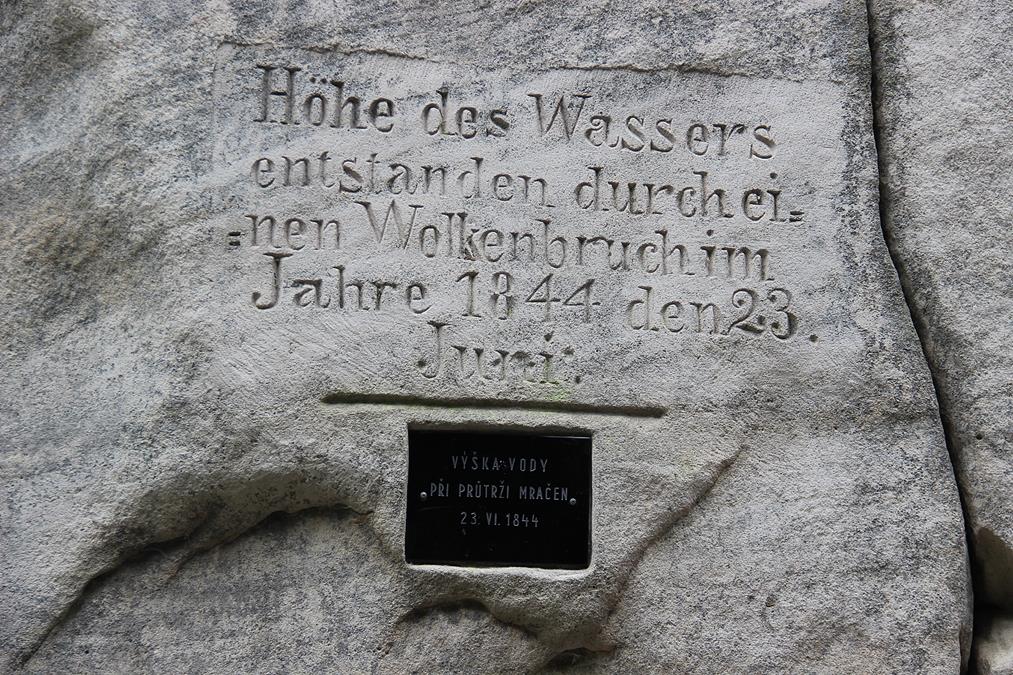 Höhe des Wassers
entstanden durch ei=
=nen Wolkenbruch im
Jahre 1844 den 23.
Juni.
VÝŠKA VODY
PŘI PRŮTRŽI MRAČEN
23. VI. 1844